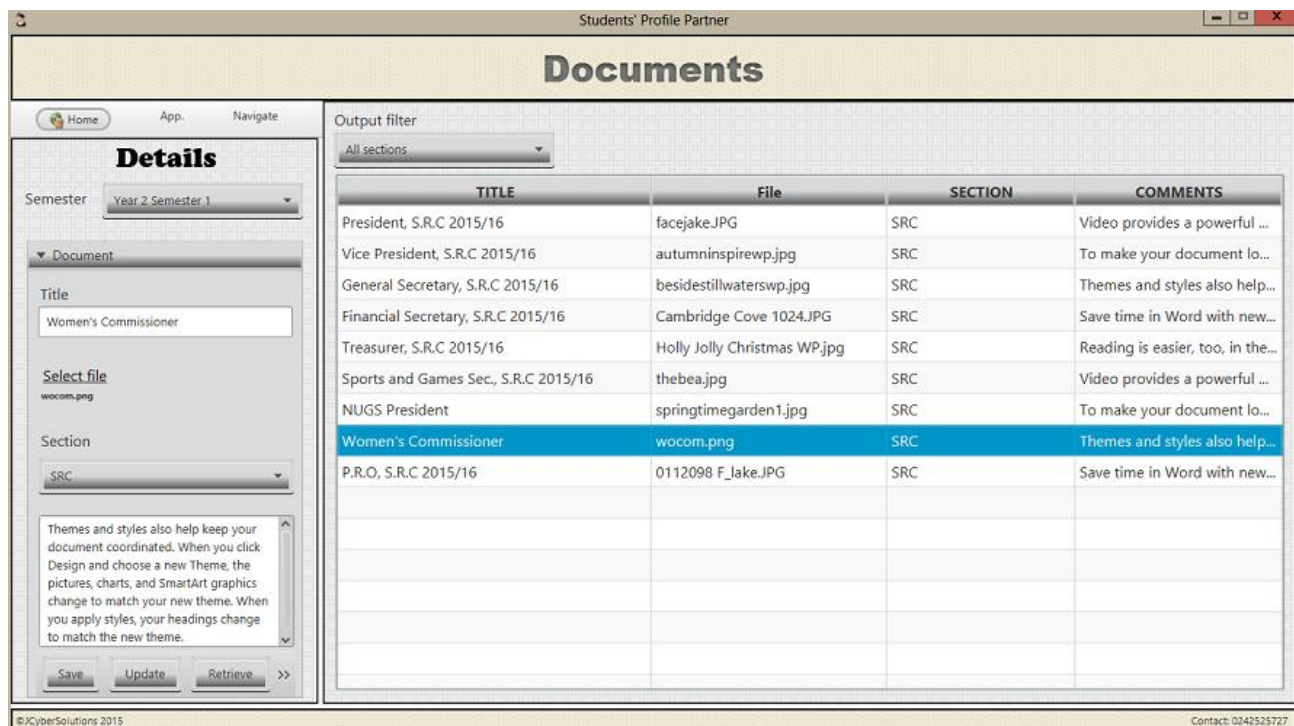 Students' Profile Partner
Documents
Home App. Navigate
Details
Semester Year 2 Semester 1
Document
Title
Women's Commissioner
Select file
wocom.png
Section
SRC
Themes and styles also help keep your
document coordinated. When you click
Design and choose a new Theme, the
pictures, charts, and SmartArt graphics
change to match your new theme. When
you apply styles, your headings change
to match the new theme.
Save Update Retrieve >>
Output filter
All sections
TITLE File SECTION COMMENTS
President, S.R.C 2015/16 facejake.JPG SRC Video provides a powerful ...
Vice President, S.R.C 2015/16 autumninspirewp.jpg SRC To make your document lo...
General Secretary, S.R.C 2015/16 besidestillwaterswp.jpg SRC Themes and styles also help...
Financial Secretary, S.R.C 2015/16 Cambridge Cove 1024.JPG SRC Save time in Word with new...
Treasurer, S.R.C 2015/16 Holly Jolly Christmas WP.jpg SRC Reading is easier, too, in the...
Sports and Games Sec., S.R.C 2015/16 thebea.jpg SRC Video provides a powerful ...
NUGS President springtimegarden1.jpg SRC To make your document lo...
Women's Commissioner wocom.png SRC Themes and styles also help...
P.R.O, S.R.C 2015/16 0112098 F_lake.JPG SRC Save time in Word with new...
©JCyberSolutions 2015 Contact: 0242525727